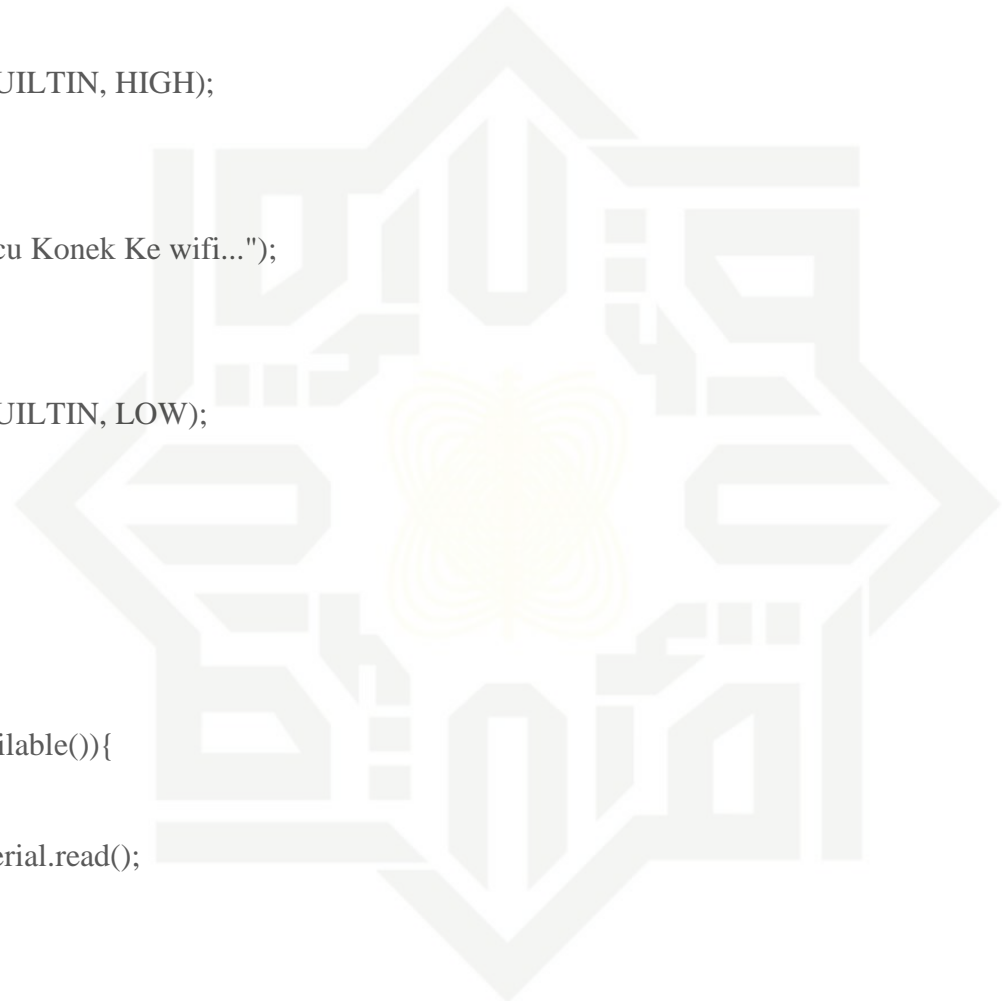 UILTIN, HIGH);
cu Konek Ke wifi...");
UILTIN, LOW);
ilable()){
erial.read();